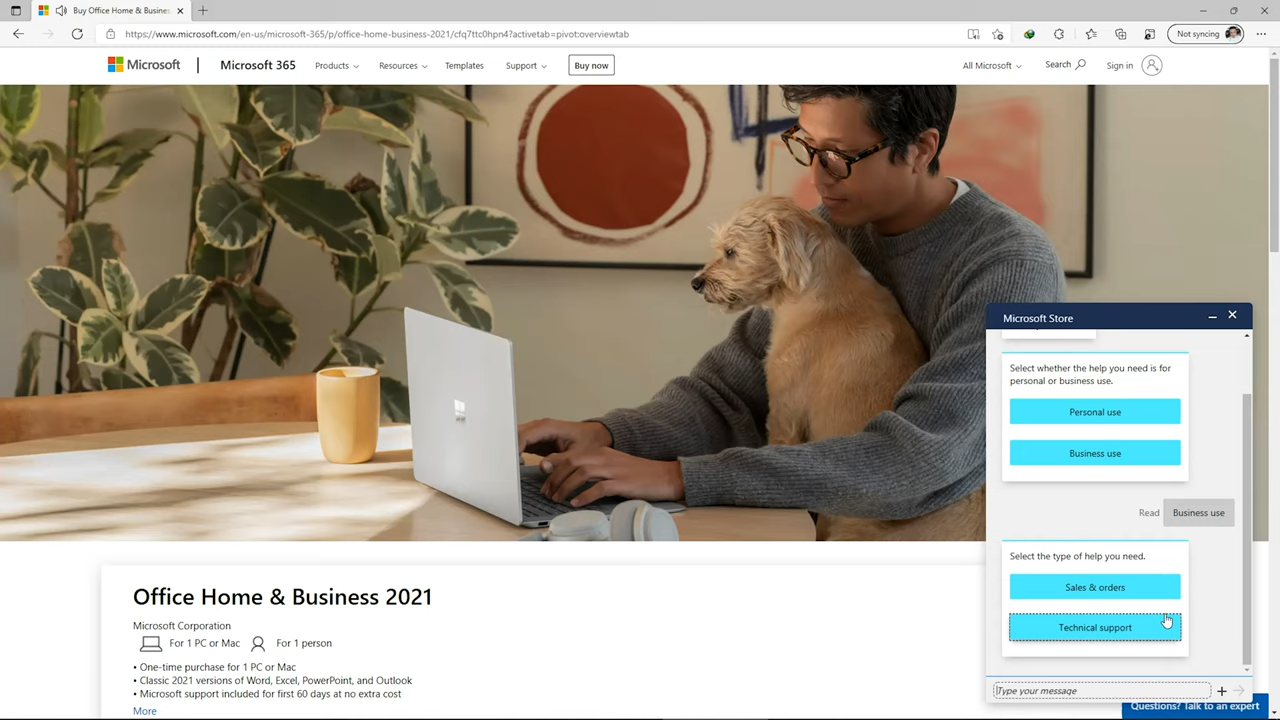 Buy Office Home & Busines
https://www.microsoft.com/en-us/microsoft-365/p/office-home-business-2021/cfq7ttc0hpn4?activetab=pivot:overviewtab
Not syncing
Microsoft
Microsoft 365
Products
Resources
Templates
Support
Buy now
All Microsoft
Search
Sign in
Microsoft Store
Select whether the help you need is for
personal or business use.
Personal use
Business use
Read Business use
Select the type of help you need.
Sales & orders
Technical support
Type your message
Questions? Talk to an expert
Office Home & Business 2021
Microsoft Corporation
For 1 PC or Mac
For 1 person
• One-time purchase for 1 PC or Mac
• Classic 2021 versions of Word, Excel, PowerPoint, and Outlook
• Microsoft support included for first 60 days at no extra cost
More